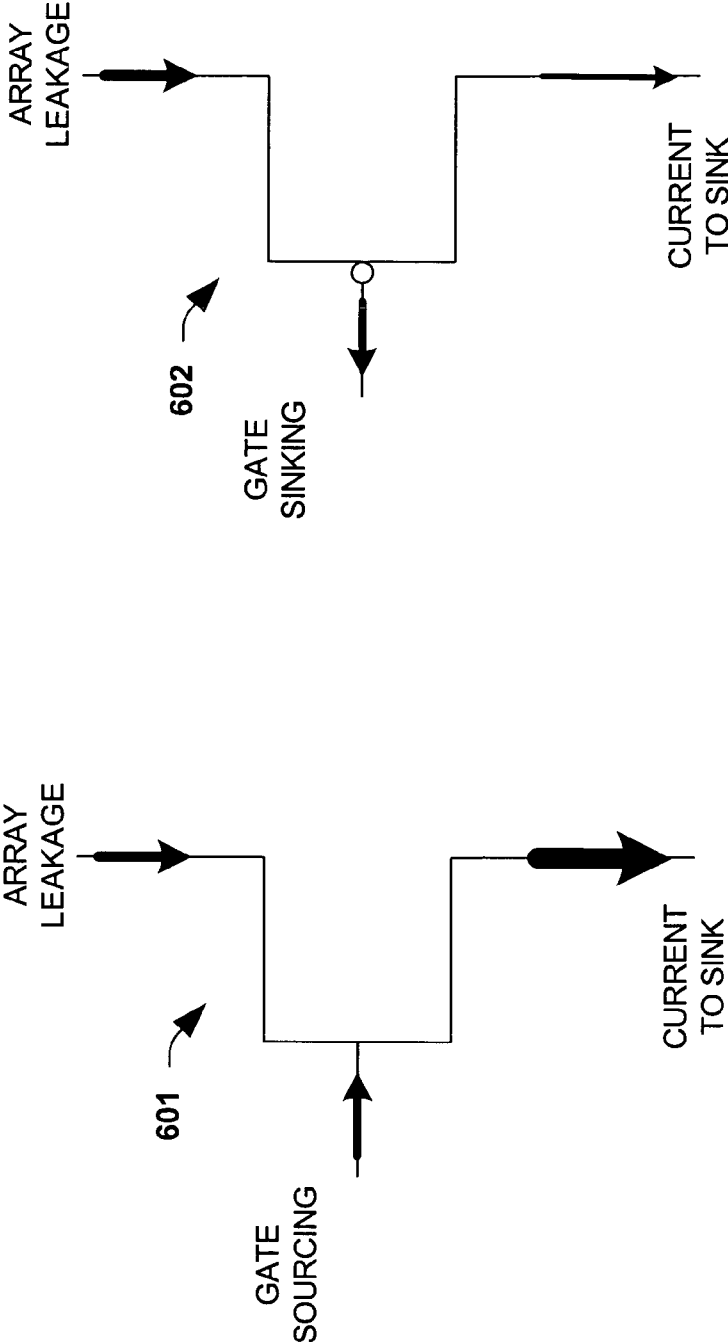 ARRAY
LEAKAGE
601
GATE
SOURCING
CURRENT
TO SINK
ARRAY
LEAKAGE
602
GATE
SINKING
CURRENT
TO SINK